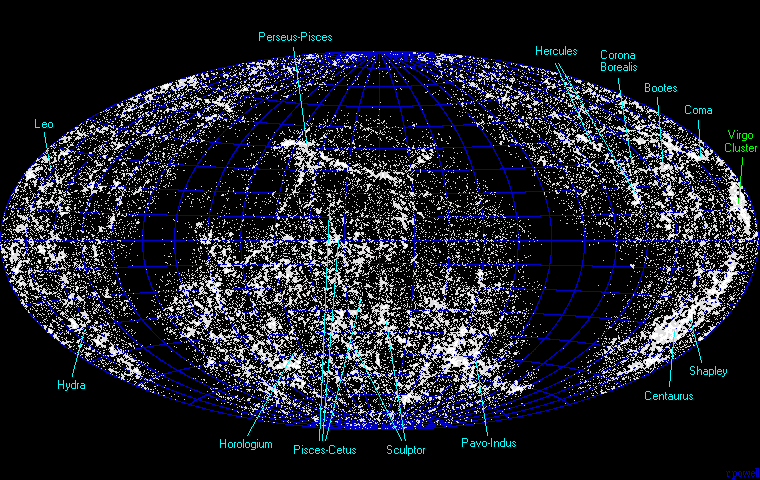 Perseus-Pisces
Hercules
Corona
Borealis
Bootes
Coma
Leo
Virgo
Cluster
Hydra
Shapley
Centaurus
Horologium
Pisces-Cetus
Sculptor
Pavo-Indus